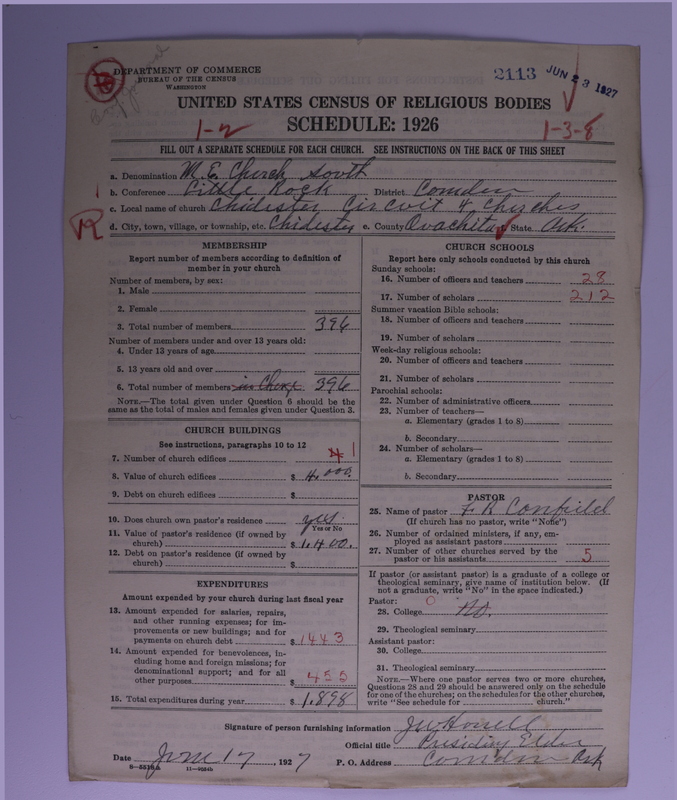 DEPARTMENT OF COMMERCE
BUREAU OF THE CENSUS
WASHINGTON
2113 JUN 23 1927
UNITED STATES CENSUS OF RELIGIOUS BODIES
1-2 SCHEDULE: 1926 1-3-8
FILL OUT A SEPARATE SCHEDULE FOR EACH CHURCH. SEE INSTRUCTIONS ON THE BACK OF THIS SHEET
a. Denomination M.E. Church South
b. Conference Little Rock District Comden
c. Local name of church Chidester Circuit 4 Churches
d. City, town, village, or township, etc. Chidester e. County Ovachita State Ark.
MEMBERSHIP
Report number of members according to definition of
member in your church
Number of members, by sex:
1. Male
2. Female
3. Total number of members 396
Number of members under and over 13 years old:
4. Under 13 years of age
5. 13 years old and over
6. Total number of members 396
NOTE.—The total given under Question 6 should be the
same as the total of males and females given under Question 3.
CHURCH BUILDINGS
See instructions, paragraphs 10 to 12
7. Number of church edifices 4 1
8. Value of church edifices $ 4,000.
9. Debt on church edifices $
10. Does church own pastor's residence yes
Yes or No
11. Value of pastor's residence (if owned by
church) $ 1,400.
12. Debt on pastor's residence (if owned by
church) $
EXPENDITURES
Amount expended by your church during last fiscal year
13. Amount expended for salaries, repairs,
and other running expenses; for im-
provements or new buildings; and for
payments on church debt $ 1443
14. Amount expended for benevolences, in-
cluding home and foreign missions; for
denominational support; and for all
other purposes $ 455
15. Total expenditures during year $ 1,898
CHURCH SCHOOLS
Report here only schools conducted by this church
Sunday schools:
16. Number of officers and teachers 28
17. Number of scholars 212
Summer vacation Bible schools:
18. Number of officers and teachers
19. Number of scholars
Week-day religious schools:
20. Number of officers and teachers
21. Number of scholars
Parochial schools:
22. Number of administrative officers
23. Number of teachers—
a. Elementary (grades 1 to 8)
b. Secondary
24. Number of scholars—
a. Elementary (grades 1 to 8)
b. Secondary
PASTOR
25. Name of pastor F R Confield
(If church has no pastor, write "None")
26. Number of ordained ministers, if any, em-
ployed as assistant pastors
27. Number of other churches served by the
pastor or his assistants 5
If pastor (or assistant pastor) is a graduate of a college or
theological seminary, give name of institution below. (If
not a graduate, write "No" in the space indicated.)
Pastor: 0
28. College No.
29. Theological seminary
Assistant pastor:
30. College
31. Theological seminary
NOTE.—Where one pastor serves two or more churches,
Questions 28 and 29 should be answered only on the schedule
for one of the churches; on the schedules for the other churches,
write "See schedule for church."
Signature of person furnishing information
Official title Presiding Elder
Date June 17, 1927 P. O. Address Comden Ark